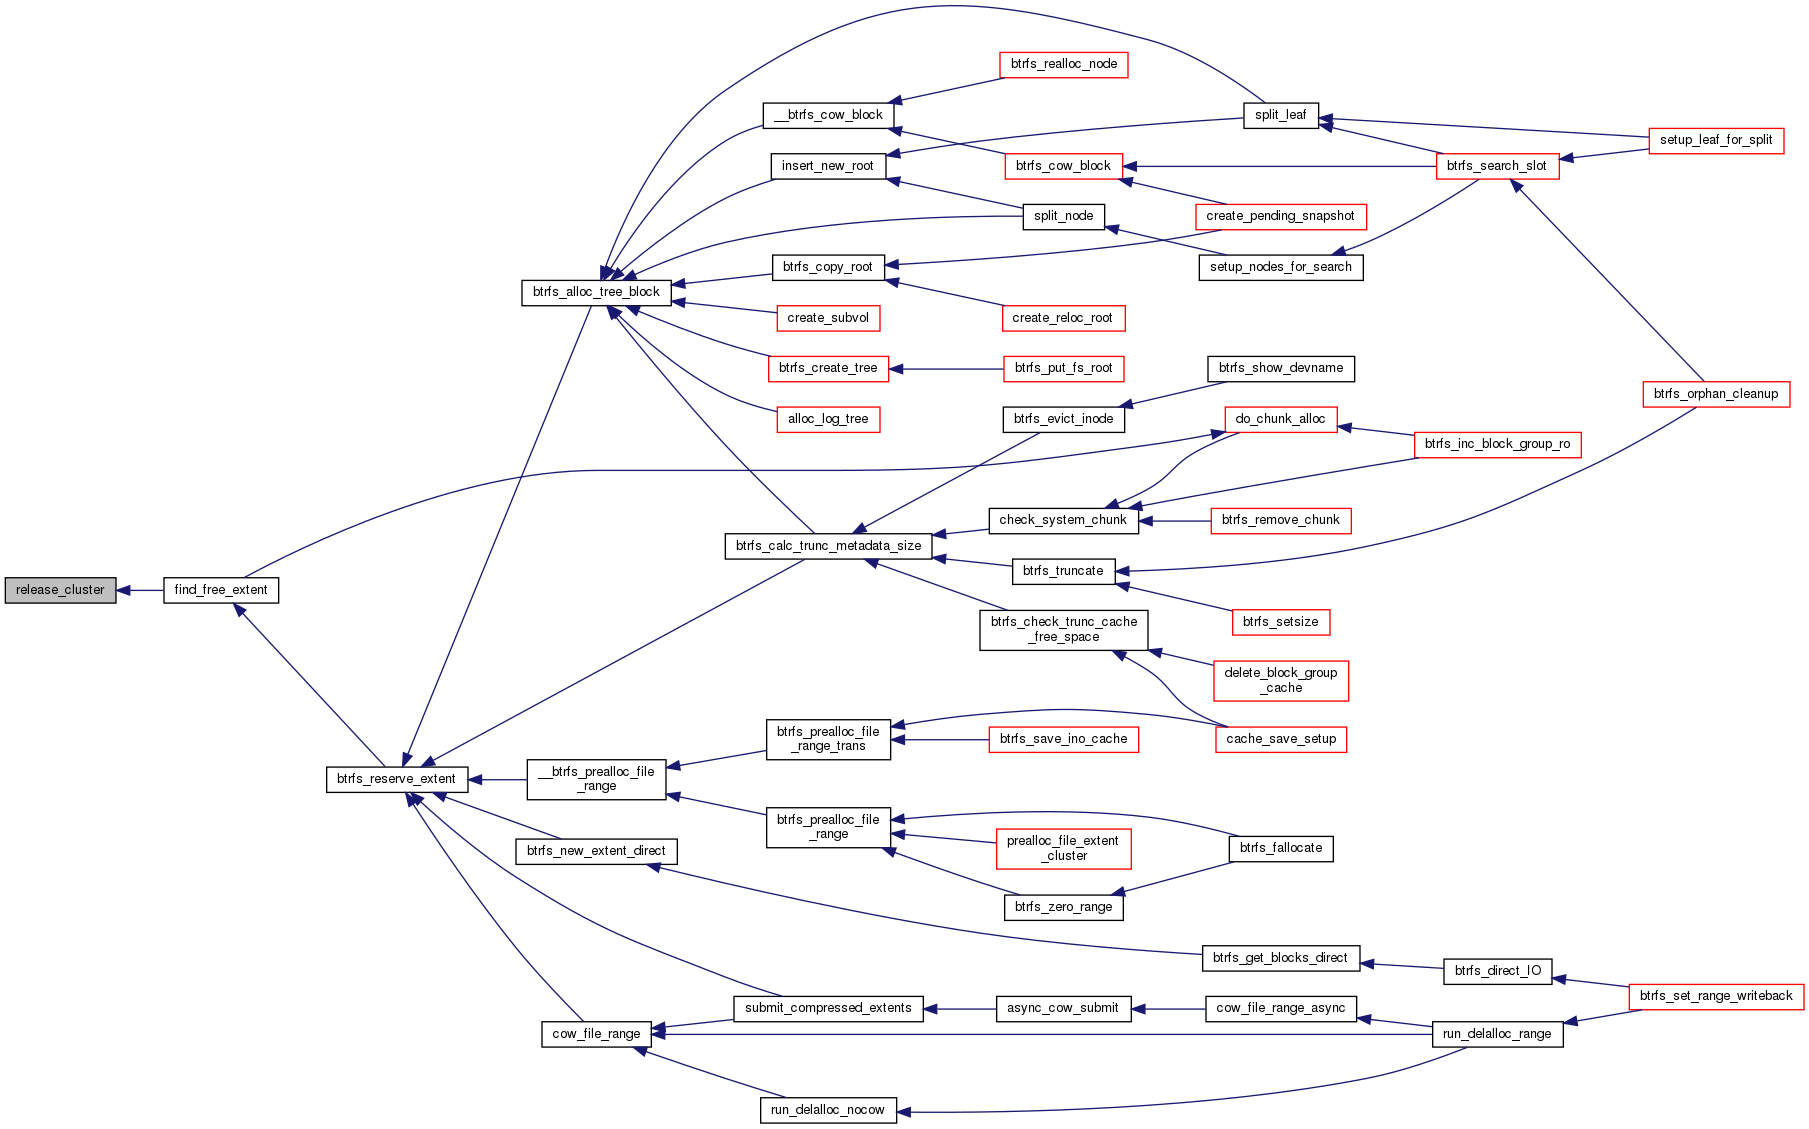 btrfs_realloc_node
__btrfs_cow_block
split_leaf
setup_leaf_for_split
insert_new_root
btrfs_cow_block
btrfs_search_slot
split_node
create_pending_snapshot
btrfs_copy_root
setup_nodes_for_search
btrfs_alloc_tree_block
create_subvol
create_reloc_root
btrfs_create_tree
btrfs_put_fs_root
btrfs_show_devname
btrfs_orphan_cleanup
alloc_log_tree
btrfs_evict_inode
do_chunk_alloc
btrfs_inc_block_group_ro
check_system_chunk
btrfs_remove_chunk
btrfs_calc_trunc_metadata_size
btrfs_truncate
release_cluster
find_free_extent
btrfs_setsize
btrfs_check_trunc_cache
_free_space
delete_block_group
_cache
btrfs_prealloc_file
_range_trans
btrfs_save_ino_cache
cache_save_setup
btrfs_reserve_extent
__btrfs_prealloc_file
_range
btrfs_prealloc_file
_range
prealloc_file_extent
_cluster
btrfs_fallocate
btrfs_new_extent_direct
btrfs_zero_range
btrfs_get_blocks_direct
btrfs_direct_IO
btrfs_set_range_writeback
submit_compressed_extents
async_cow_submit
cow_file_range_async
cow_file_range
run_delalloc_range
run_delalloc_nocow